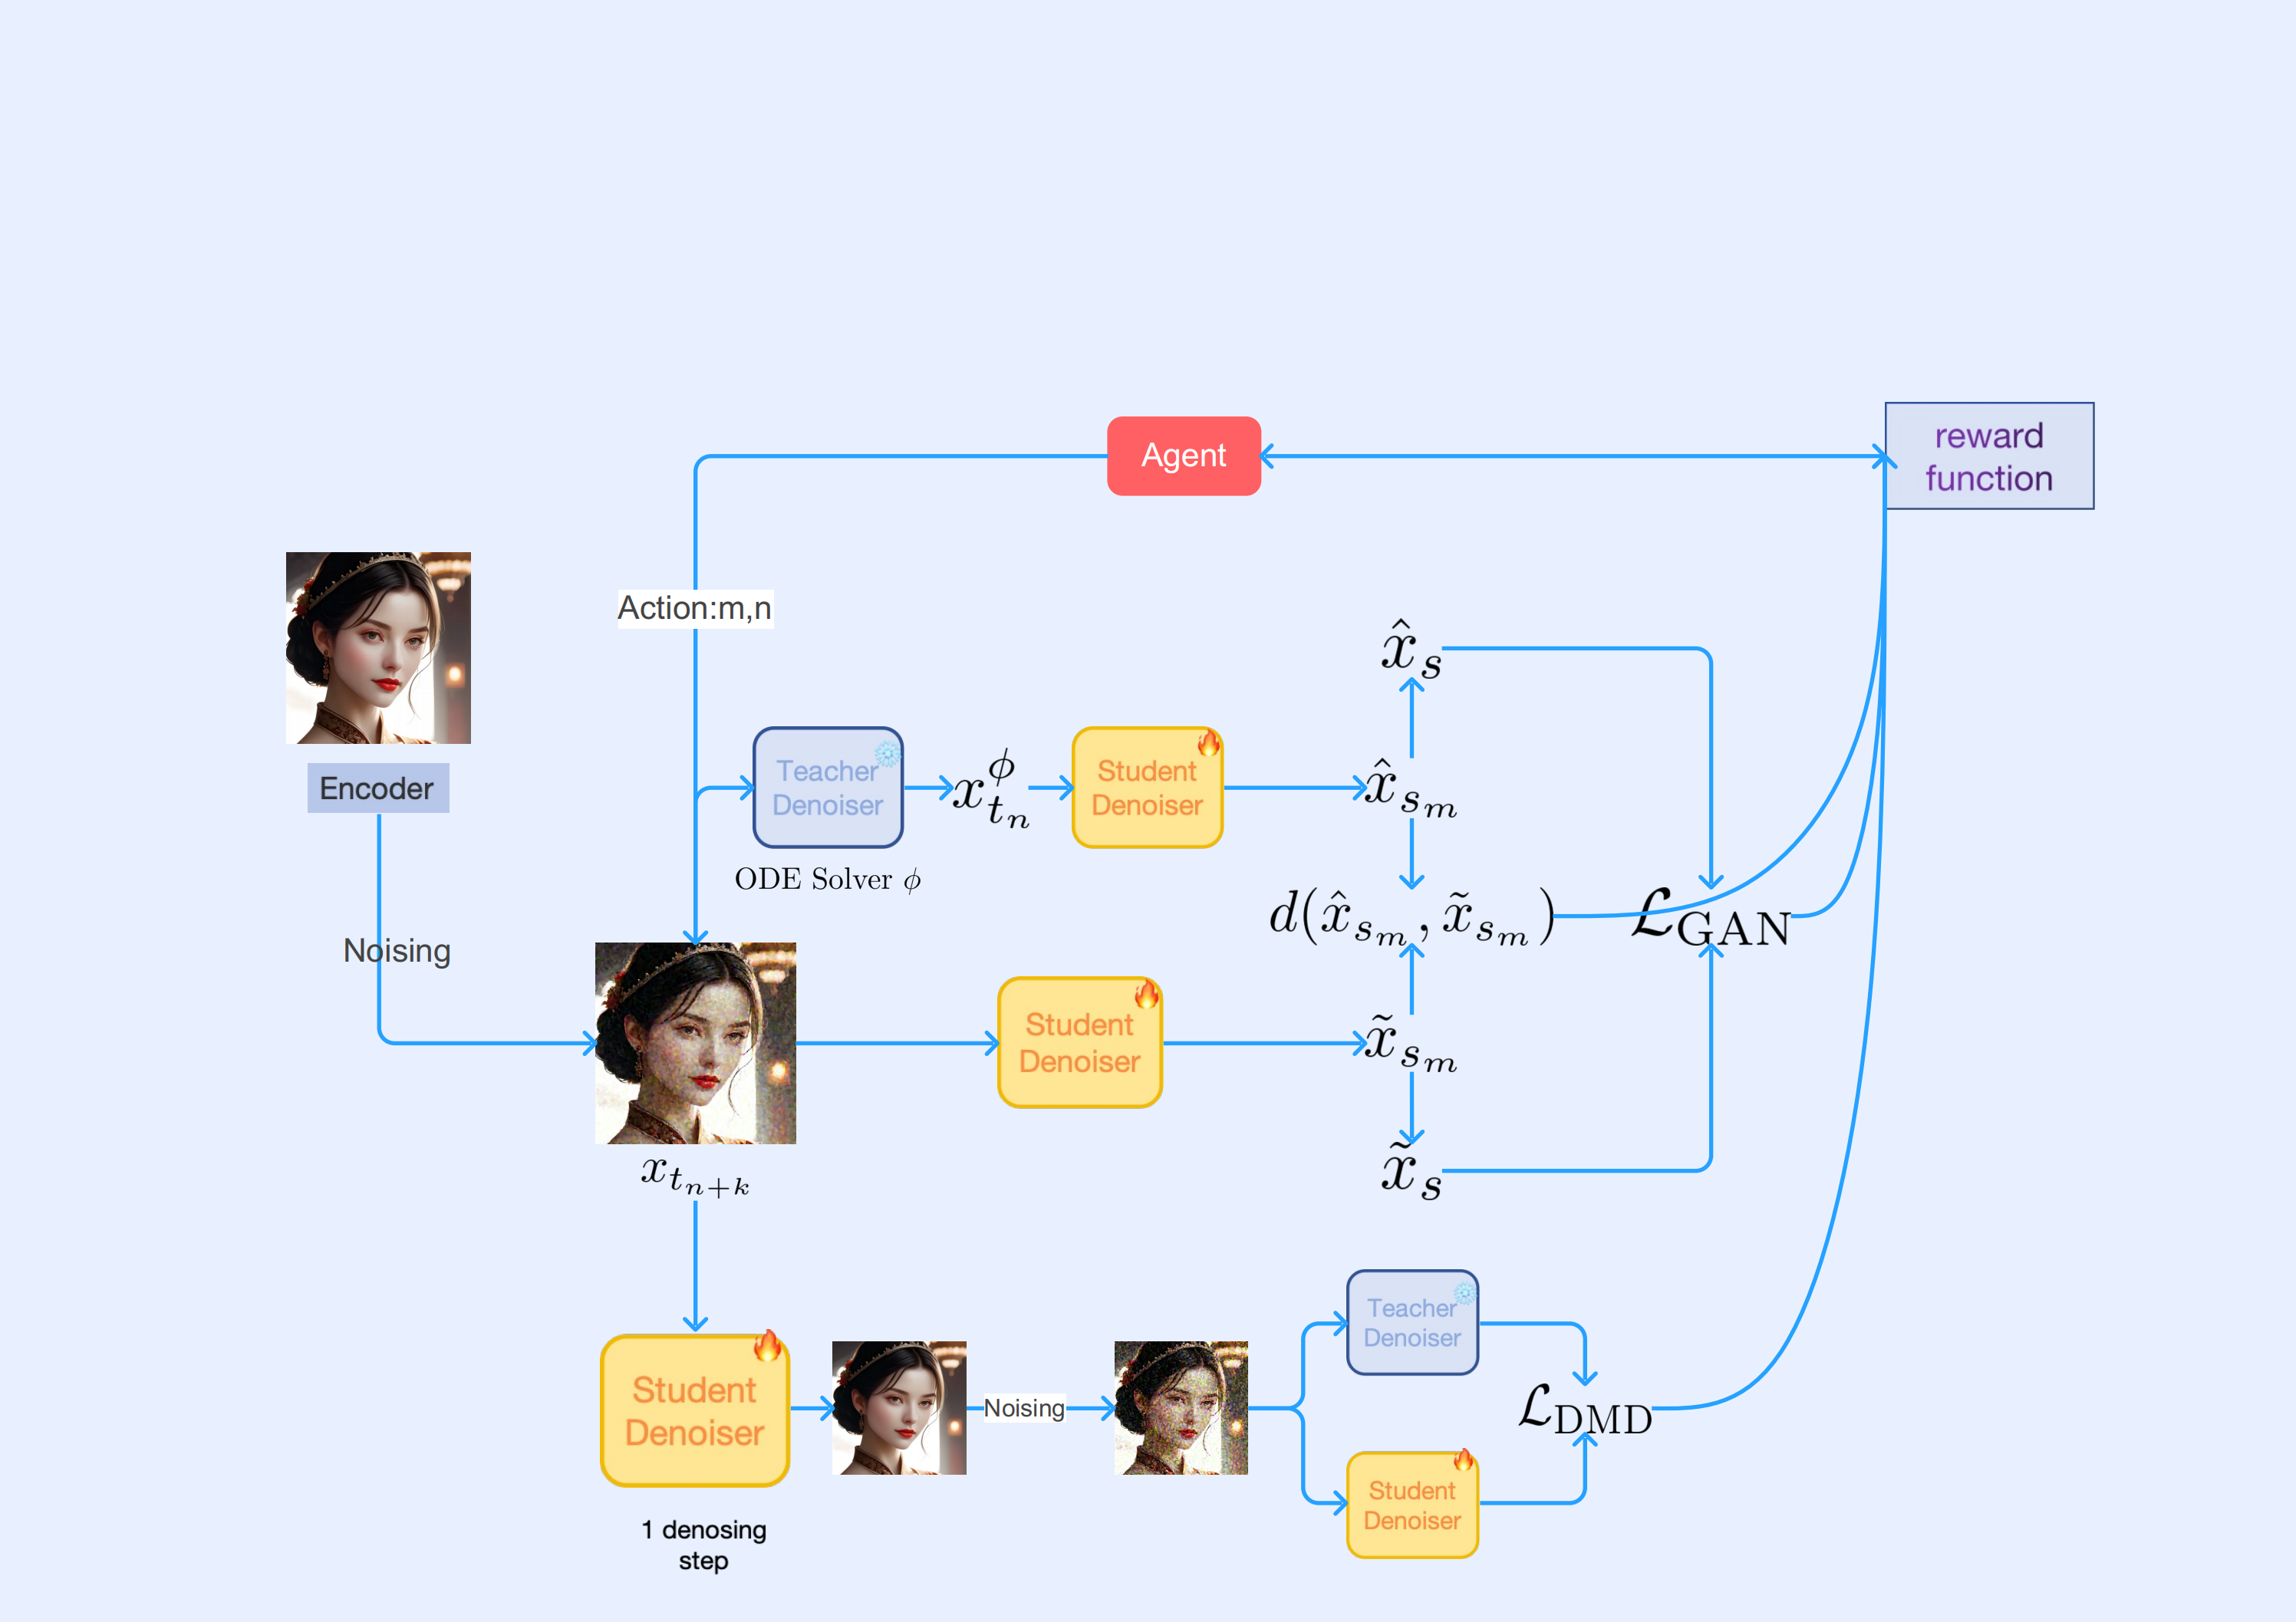 Agent
reward
function
Action:m,n
Encoder
Noising
$\hat{x}_s$
Teacher
Denoiser
$x_{t_n}^{\phi}$
Student
Denoiser
$\hat{x}_{s_m}$
ODE Solver $\phi$
$d(\hat{x}_{s_m}, \tilde{x}_{s_m})$
$\mathcal{L}_{\mathrm{GAN}}$
Student
Denoiser
$\tilde{x}_{s_m}$
$x_{t_{n+k}}$
$\tilde{x}_s$
Student
Denoiser
1 denosing
step
Noising
Teacher
Denoiser
$\mathcal{L}_{\mathrm{DMD}}$
Student
Denoiser